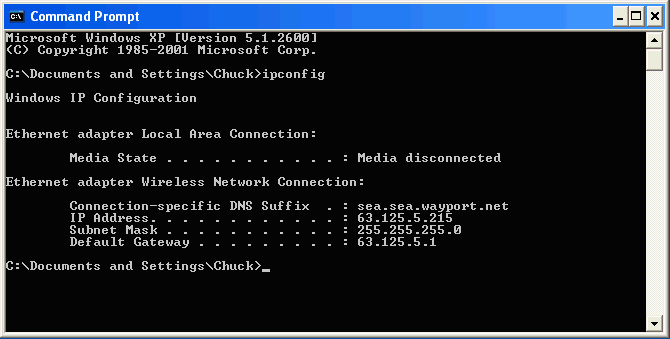 Command Prompt
Microsoft Windows XP [Version 5.1.2600]
(C) Copyright 1985-2001 Microsoft Corp.
C:\Documents and Settings\Chuck>ipconfig
Windows IP Configuration
Ethernet adapter Local Area Connection:
Media State . . . . . . . . . . . : Media disconnected
Ethernet adapter Wireless Network Connection:
Connection-specific DNS Suffix  . : sea.sea.wayport.net
IP Address. . . . . . . . . . . . : 63.125.5.215
Subnet Mask . . . . . . . . . . . : 255.255.255.0
Default Gateway . . . . . . . . . : 63.125.5.1
C:\Documents and Settings\Chuck>_